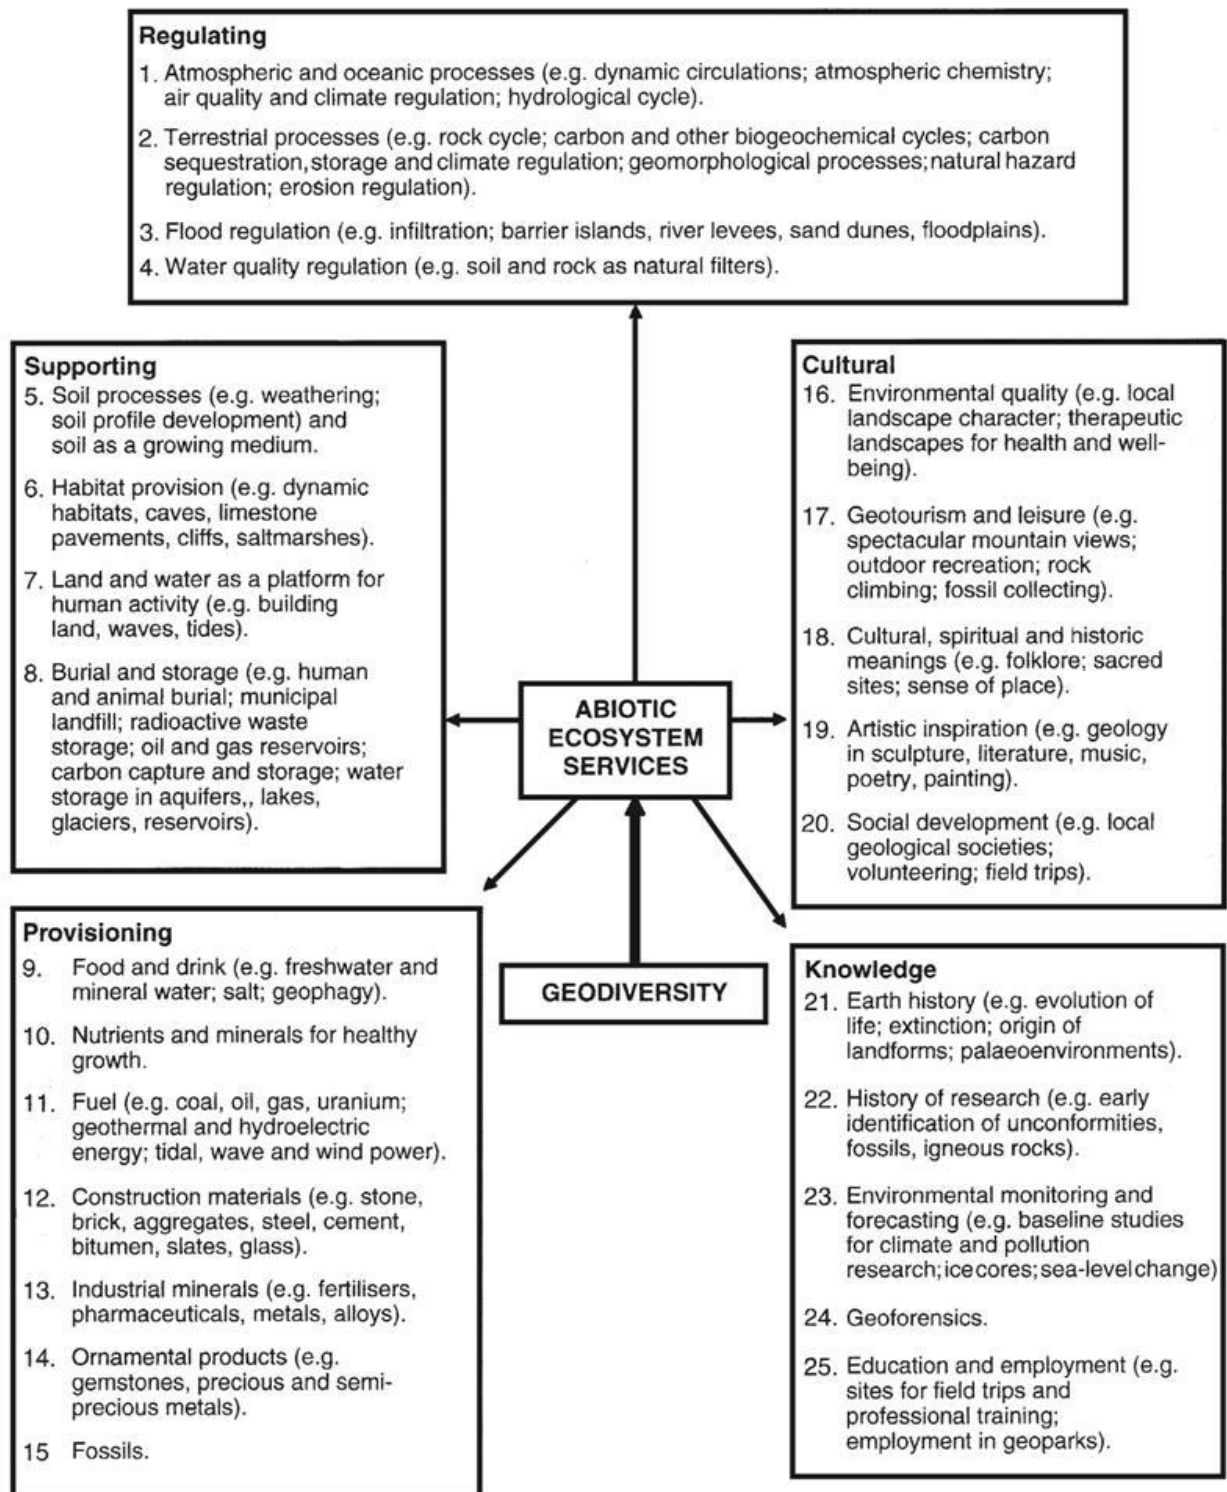 Regulating
1. Atmospheric and oceanic processes (e.g. dynamic circulations; atmospheric chemistry;
air quality and climate regulation; hydrological cycle).
2. Terrestrial processes (e.g. rock cycle; carbon and other biogeochemical cycles; carbon
sequestration, storage and climate regulation; geomorphological processes; natural hazard
regulation; erosion regulation).
3. Flood regulation (e.g. infiltration; barrier islands, river levees, sand dunes, floodplains).
4. Water quality regulation (e.g. soil and rock as natural filters).
Supporting
5. Soil processes (e.g. weathering;
soil profile development) and
soil as a growing medium.
6. Habitat provision (e.g. dynamic
habitats, caves, limestone
pavements, cliffs, saltmarshes).
7. Land and water as a platform for
human activity (e.g. building
land, waves, tides).
8. Burial and storage (e.g. human
and animal burial; municipal
landfill; radioactive waste
storage; oil and gas reservoirs;
carbon capture and storage; water
storage in aquifers,, lakes,
glaciers, reservoirs).
ABIOTIC
ECOSYSTEM
SERVICES
Cultural
16. Environmental quality (e.g. local
landscape character; therapeutic
landscapes for health and well-
being).
17. Geotourism and leisure (e.g.
spectacular mountain views;
outdoor recreation; rock
climbing; fossil collecting).
18. Cultural, spiritual and historic
meanings (e.g. folklore; sacred
sites; sense of place).
19. Artistic inspiration (e.g. geology
in sculpture, literature, music,
poetry, painting).
20. Social development (e.g. local
geological societies;
volunteering; field trips).
Provisioning
9. Food and drink (e.g. freshwater and
mineral water; salt; geophagy).
10. Nutrients and minerals for healthy
growth.
11. Fuel (e.g. coal, oil, gas, uranium;
geothermal and hydroelectric
energy; tidal, wave and wind power).
12. Construction materials (e.g. stone,
brick, aggregates, steel, cement,
bitumen, slates, glass).
13. Industrial minerals (e.g. fertilisers,
pharmaceuticals, metals, alloys).
14. Ornamental products (e.g.
gemstones, precious and semi-
precious metals).
15 Fossils.
GEODIVERSITY
Knowledge
21. Earth history (e.g. evolution of
life; extinction; origin of
landforms; palaeoenvironments).
22. History of research (e.g. early
identification of unconformities,
fossils, igneous rocks).
23. Environmental monitoring and
forecasting (e.g. baseline studies
for climate and pollution
research; ice cores; sea-level change)
24. Geoforensics.
25. Education and employment (e.g.
sites for field trips and
professional training;
employment in geoparks).